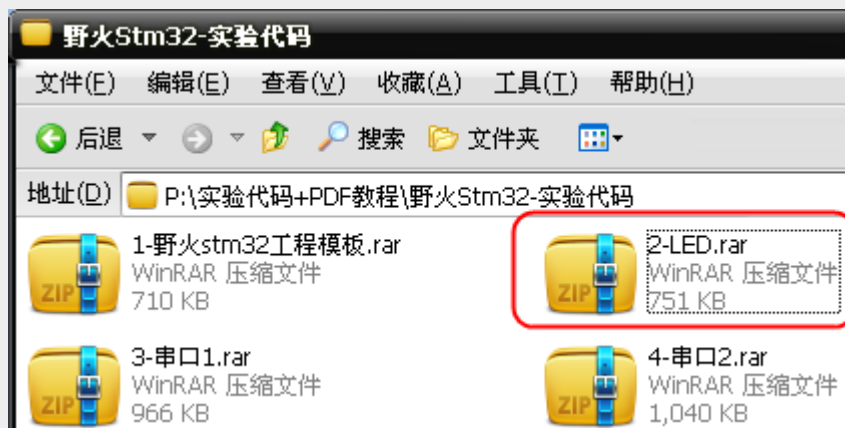 野火Stm32-实验代码
文件(F) 编辑(E) 查看(V) 收藏(A) 工具(T) 帮助(H)
后退 搜索 文件夹
地址(D) P:\实验代码+PDF教程\野火Stm32-实验代码
ZIP
1-野火stm32工程模板.rar
WinRAR 压缩文件
710 KB
ZIP
2-LED.rar
WinRAR 压缩文件
751 KB
ZIP
3-串口1.rar
WinRAR 压缩文件
966 KB
ZIP
4-串口2.rar
WinRAR 压缩文件
1,040 KB